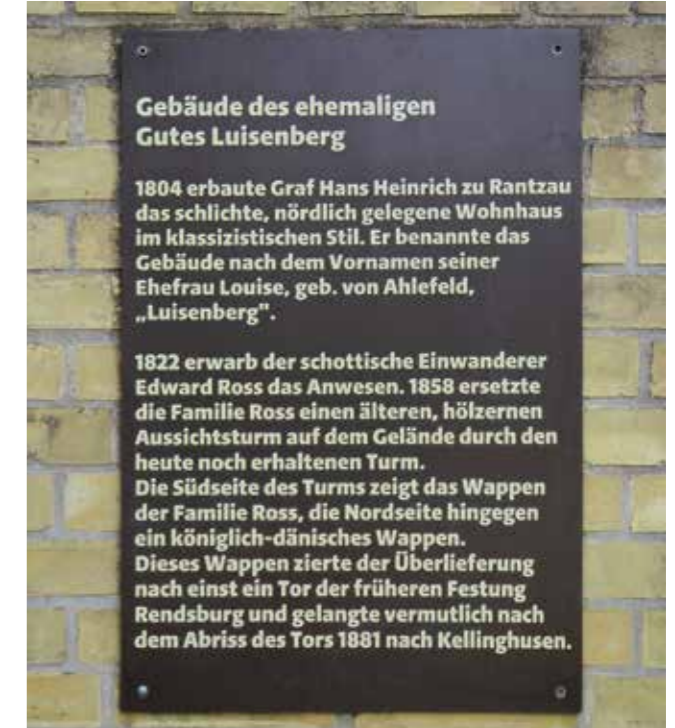 Gebäude des ehemaligen
Gutes Luisenberg
1804 erbaute Graf Hans Heinrich zu Rantzau
das schlichte, nördlich gelegene Wohnhaus
im klassizistischen Stil. Er benannte das
Gebäude nach dem Vornamen seiner
Ehefrau Louise, geb. von Ahlefeld,
„Luisenberg".
1822 erwarb der schottische Einwanderer
Edward Ross das Anwesen. 1858 ersetzte
die Familie Ross einen älteren, hölzernen
Aussichtsturm auf dem Gelände durch den
heute noch erhaltenen Turm.
Die Südseite des Turms zeigt das Wappen
der Familie Ross, die Nordseite hingegen
ein königlich-dänisches Wappen.
Dieses Wappen zierte der Überlieferung
nach einst ein Tor der früheren Festung
Rendsburg und gelangte vermutlich nach
dem Abriss des Tors 1881 nach Kellinghusen.